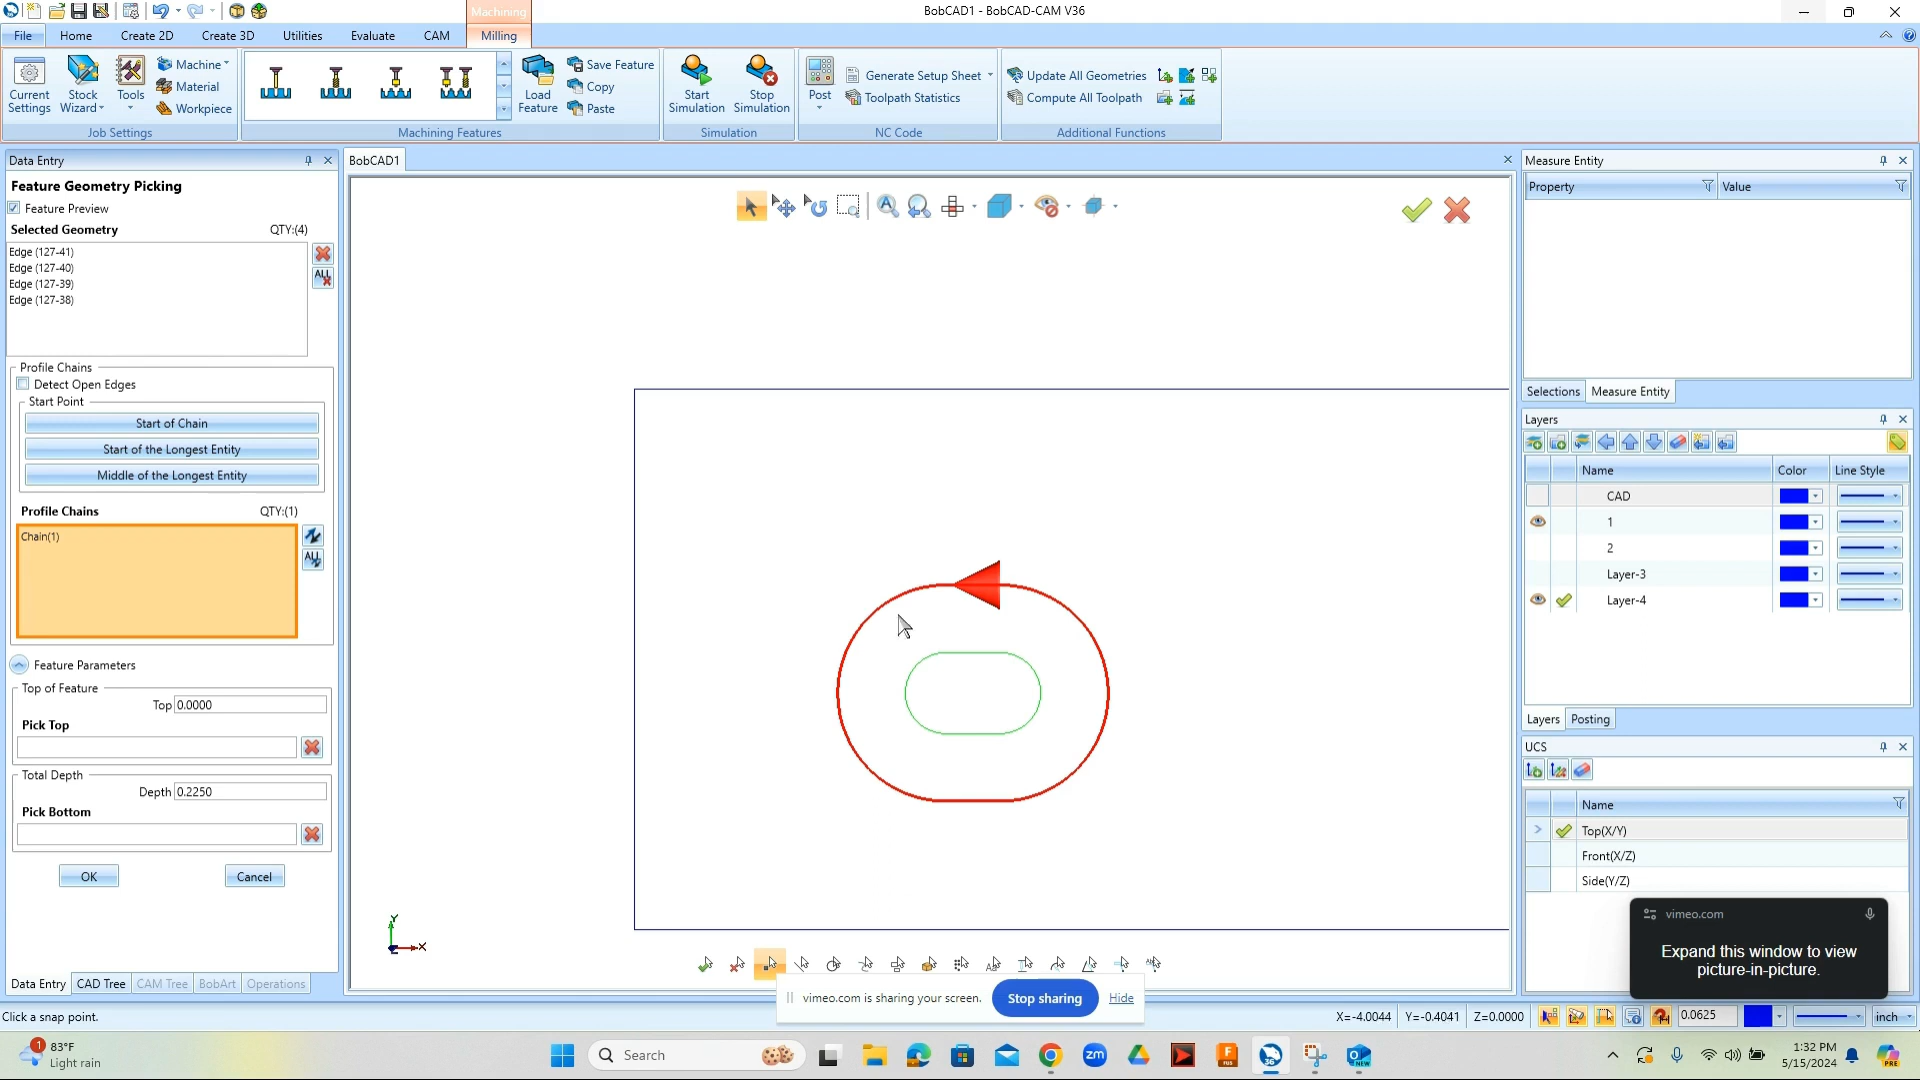 Machining
BobCAD1 - BobCAD-CAM V36
File Home Create 2D Create 3D Utilities Evaluate CAM Milling
Current Settings
Stock Wizard
Tools
Machine
Material
Workpiece
Job Settings
Load Feature
Save Feature
Copy
Paste
Machining Features
Start Simulation
Stop Simulation
Simulation
Post
Generate Setup Sheet
Toolpath Statistics
NC Code
Update All Geometries
Compute All Toolpath
Additional Functions
Data Entry
Feature Geometry Picking
Feature Preview
Selected Geometry QTY:(4)
Edge (127-41)
Edge (127-40)
Edge (127-39)
Edge (127-38)
ALL
Profile Chains
Detect Open Edges
Start Point
Start of Chain
Start of the Longest Entity
Middle of the Longest Entity
Profile Chains QTY:(1)
Chain(1)
ALL
Feature Parameters
Top of Feature
Top 0.0000
Pick Top
Total Depth
Depth 0.2250
Pick Bottom
OK Cancel
Data Entry CAD Tree CAM Tree BobArt Operations
Click a snap point.
BobCAD1
Y
X
vimeo.com is sharing your screen. Stop sharing Hide
Measure Entity
Property Value
Selections Measure Entity
Layers
Name Color Line Style
CAD
1
2
Layer-3
Layer-4
Layers Posting
UCS
Name
Top(X/Y)
Front(X/Z)
Side(Y/Z)
vimeo.com
Expand this window to view
picture-in-picture.
X=-4.0044 Y=-0.4041 Z=0.0000 0.0625 inch
1 83°F
Light rain
Search
zm
FUS
NEW
1:32 PM
5/15/2024
PRE